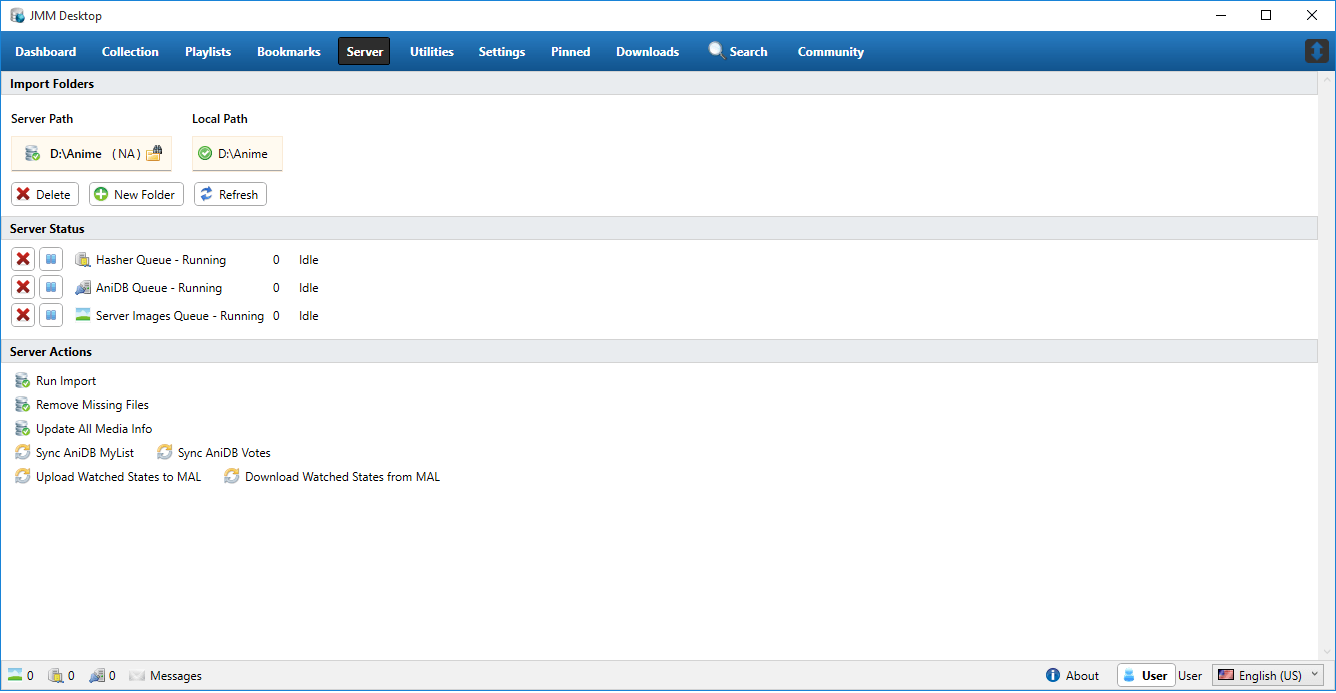 JMM Desktop
Dashboard Collection Playlists Bookmarks Server Utilities Settings Pinned Downloads Search Community
Import Folders
Server Path Local Path
D:\Anime (NA) D:\Anime
Delete New Folder Refresh
Server Status
Hasher Queue - Running 0 Idle
AniDB Queue - Running 0 Idle
Server Images Queue - Running 0 Idle
Server Actions
Run Import
Remove Missing Files
Update All Media Info
Sync AniDB MyList Sync AniDB Votes
Upload Watched States to MAL Download Watched States from MAL
0 0 0 Messages About User User English (US)